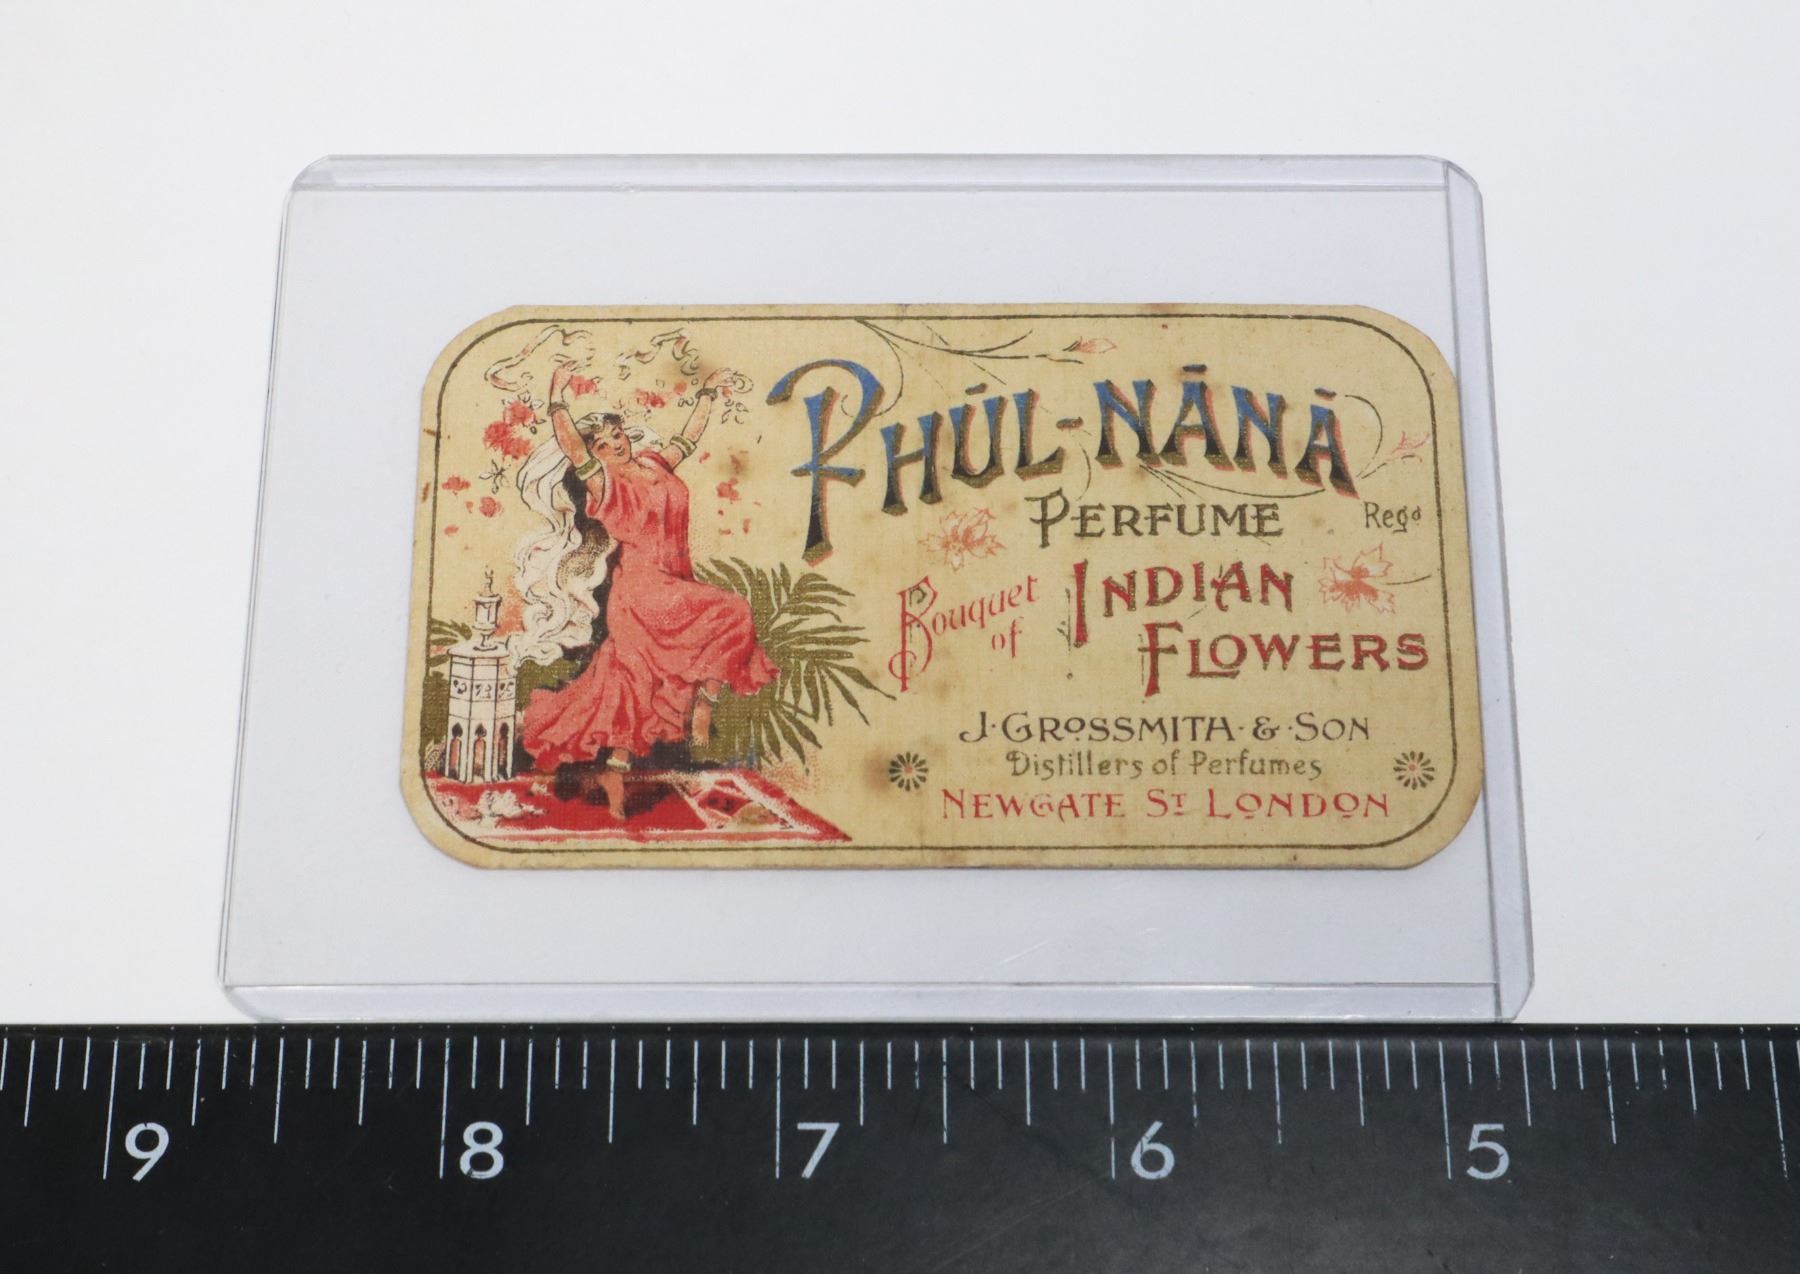 PHÚL-NĀNĀ
PERFUME Regd
Bouquet of INDIAN
FLOWERS
J. GROSSMITH & SON
Distillers of Perfumes
NEWGATE ST LONDON
9 8 7 6 5